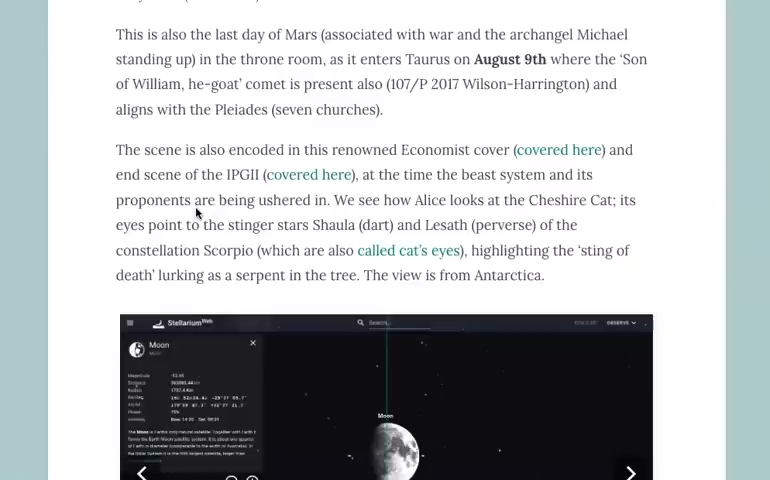 This is also the last day of Mars (associated with war and the archangel Michael
standing up) in the throne room, as it enters Taurus on August 9th where the ‘Son
of William, he-goat’ comet is present also (107/P 2017 Wilson-Harrington) and
aligns with the Pleiades (seven churches).
The scene is also encoded in this renowned Economist cover (covered here) and
end scene of the IPGII (covered here), at the time the beast system and its
proponents are being ushered in. We see how Alice looks at the Cheshire Cat; its
eyes point to the stinger stars Shaula (dart) and Lesath (perverse) of the
constellation Scorpio (which are also called cat’s eyes), highlighting the ‘sting of
death’ lurking as a serpent in the tree. The view is from Antarctica.
StellariumWeb
Search...
OBSERVE
Moon
Moon
Magnitude
Distance
Radius
Phase
Moon